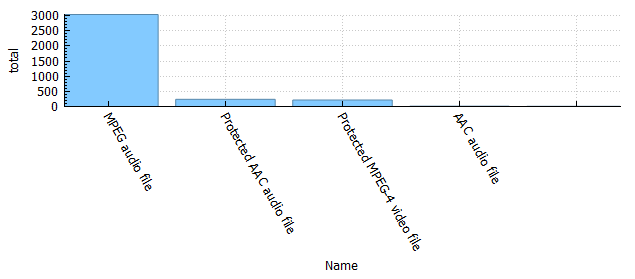 3000
2500
2000
1500
1000
500
0
total
MPEG audio file
Protected AAC audio file
Protected MPEG-4 video file
AAC audio file
Name